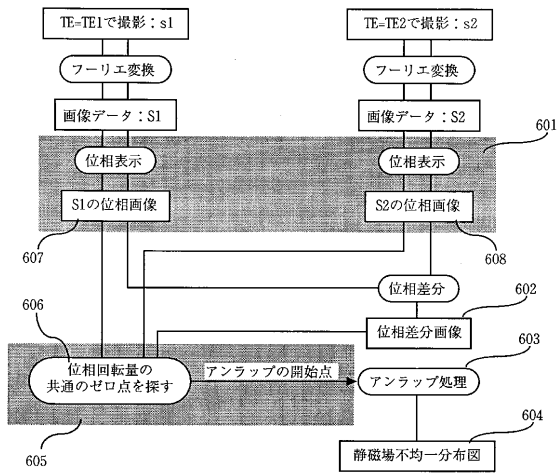 TE=TE1で撮影：s1
TE=TE2で撮影：s2
フーリエ変換
フーリエ変換
画像データ：S1
画像データ：S2
601
位相表示
位相表示
S1の位相画像
S2の位相画像
607
608
位相差分
602
606
位相差分画像
603
位相回転量の
共通のゼロ点を探す
アンラップの開始点
アンラップ処理
604
605
静磁場不均一分布図